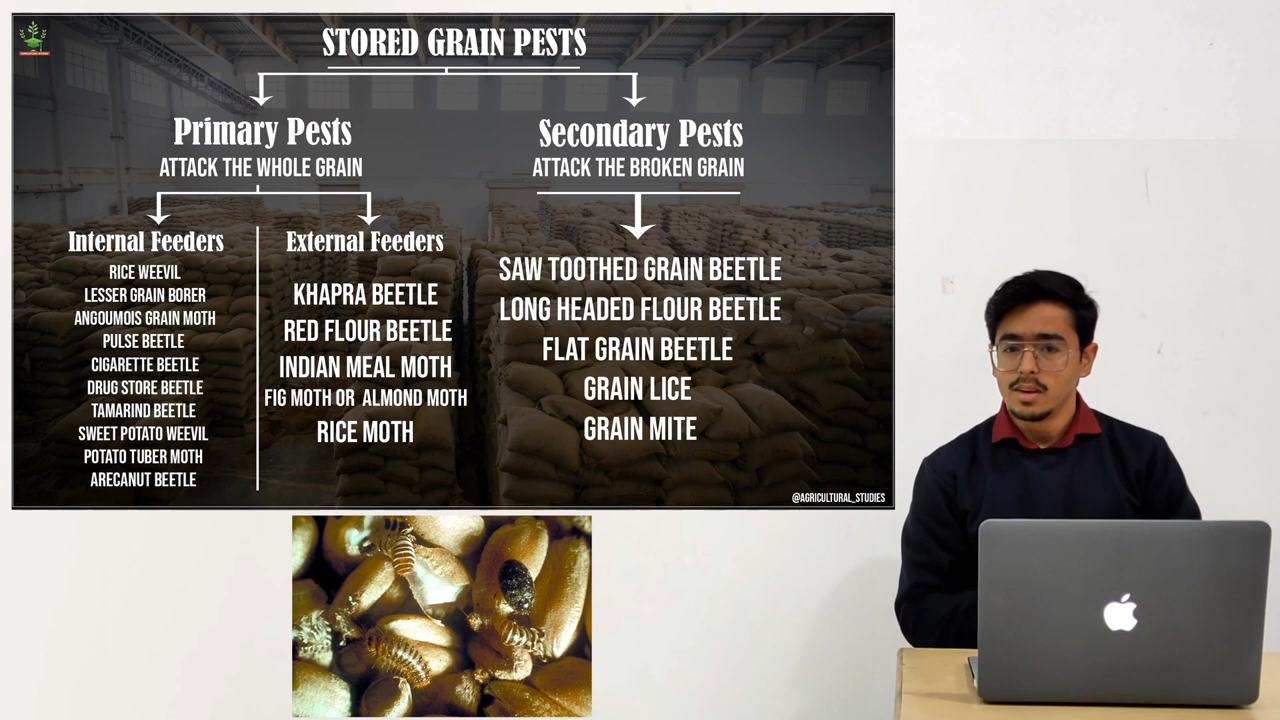 STORED GRAIN PESTS
Primary Pests
ATTACK THE WHOLE GRAIN
Internal Feeders
RICE WEEVIL
LESSER GRAIN BORER
ANGOUMOIS GRAIN MOTH
PULSE BEETLE
CIGARETTE BEETLE
DRUG STORE BEETLE
TAMARIND BEETLE
SWEET POTATO WEEVIL
POTATO TUBER MOTH
ARECANUT BEETLE
External Feeders
KHAPRA BEETLE
RED FLOUR BEETLE
INDIAN MEAL MOTH
FIG MOTH OR ALMOND MOTH
RICE MOTH
Secondary Pests
ATTACK THE BROKEN GRAIN
SAW TOOTHED GRAIN BEETLE
LONG HEADED FLOUR BEETLE
FLAT GRAIN BEETLE
GRAIN LICE
GRAIN MITE
@AGRICULTURAL_STUDIES